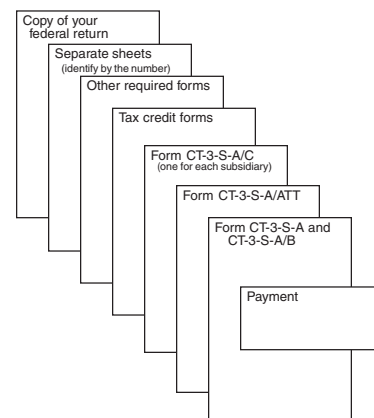 Copy of your
federal return
Separate sheets
(identify by the number)
Other required forms
Tax credit forms
Form CT-3-S-A/C
(one for each subsidiary)
Form CT-3-S-A/ATT
Form CT-3-S-A and
CT-3-S-A/B
Payment